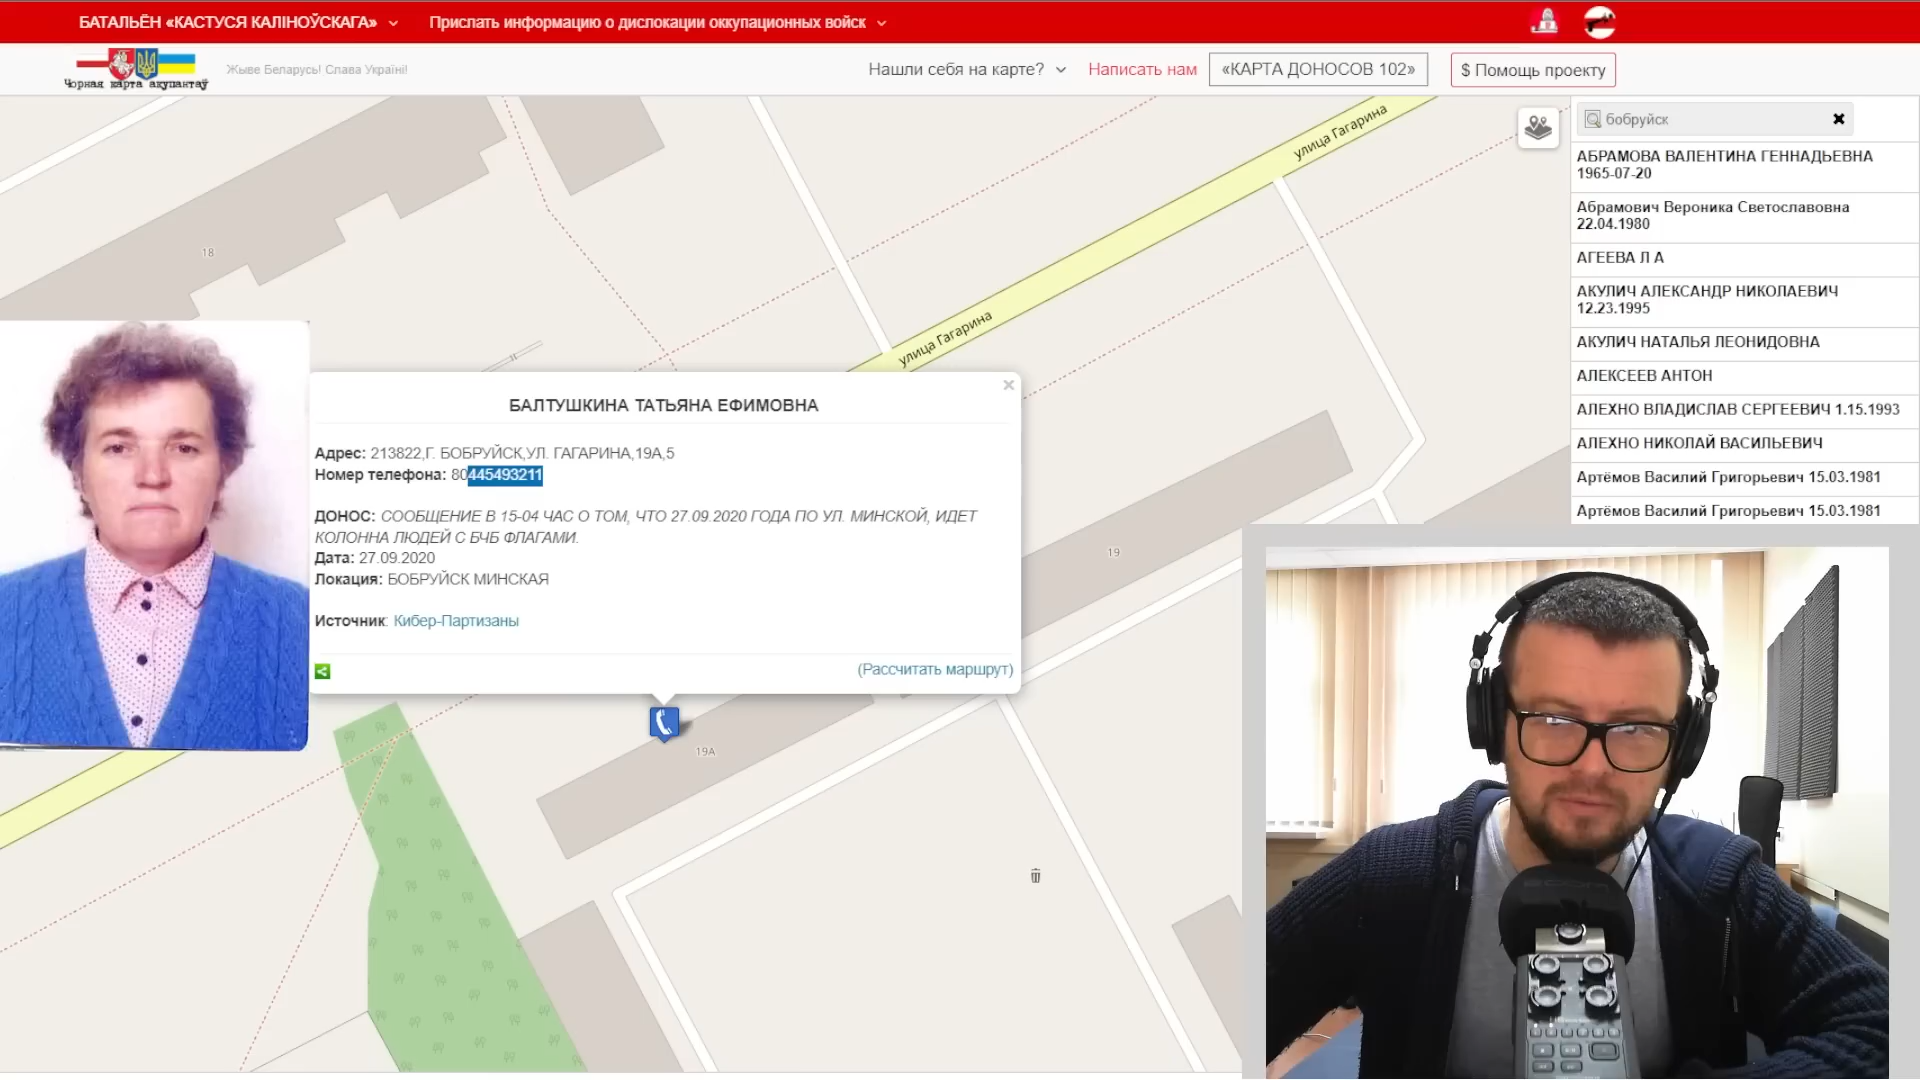 БАТАЛЬЁН «КАСТУСЯ КАЛІНОЎСКАГА»
Прислать информацию о дислокации оккупационных войск
Чорная карта акупантаў
Жыве Беларусь! Слава Україні!
Нашли себя на карте?
Написать нам
«КАРТА ДОНОСОВ 102»
$ Помощь проекту
бобруйск
АБРАМОВА ВАЛЕНТИНА ГЕННАДЬЕВНА
1965-07-20
Абрамович Вероника Светославовна
22.04.1980
АГЕЕВА Л А
АКУЛИЧ АЛЕКСАНДР НИКОЛАЕВИЧ
12.23.1995
АКУЛИЧ НАТАЛЬЯ ЛЕОНИДОВНА
АЛЕКСЕЕВ АНТОН
АЛЕХНО ВЛАДИСЛАВ СЕРГЕЕВИЧ 1.15.1993
АЛЕХНО НИКОЛАЙ ВАСИЛЬЕВИЧ
Артёмов Василий Григорьевич 15.03.1981
Артёмов Василий Григорьевич 15.03.1981
улица Гагарина
улица Гагарина
18
БАЛТУШКИНА ТАТЬЯНА ЕФИМОВНА
Адрес: 213822,Г. БОБРУЙСК,УЛ. ГАГАРИНА,19А,5
Номер телефона: 80445493211
ДОНОС: СООБЩЕНИЕ В 15-04 ЧАС О ТОМ, ЧТО 27.09.2020 ГОДА ПО УЛ. МИНСКОЙ, ИДЕТ
КОЛОННА ЛЮДЕЙ С БЧБ ФЛАГАМИ.
Дата: 27.09.2020
Локация: БОБРУЙСК МИНСКАЯ
Источник: Кибер-Партизаны
(Рассчитать маршрут)
19
19А